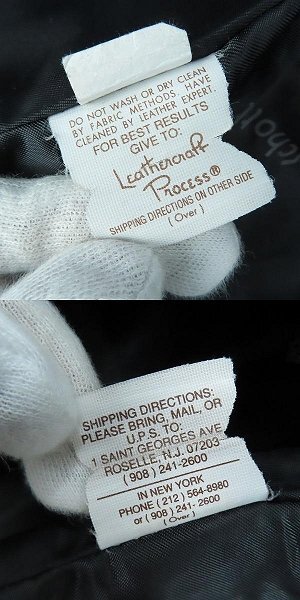 DO NOT WASH OR DRY CLEAN
BY FABRIC METHODS. HAVE
CLEANED BY LEATHER EXPERT.
FOR BEST RESULTS
GIVE TO:
Leathercraft
Process®
SHIPPING DIRECTIONS ON OTHER SIDE
(Over)
SHIPPING DIRECTIONS:
PLEASE BRING, MAIL, OR
U.P.S. TO:
1 SAINT GEORGES AVE
ROSELLE, N.J. 07203
(908) 241-2600
IN NEW YORK
PHONE (212) 564-8980
or (908) 241-2600
(Over)